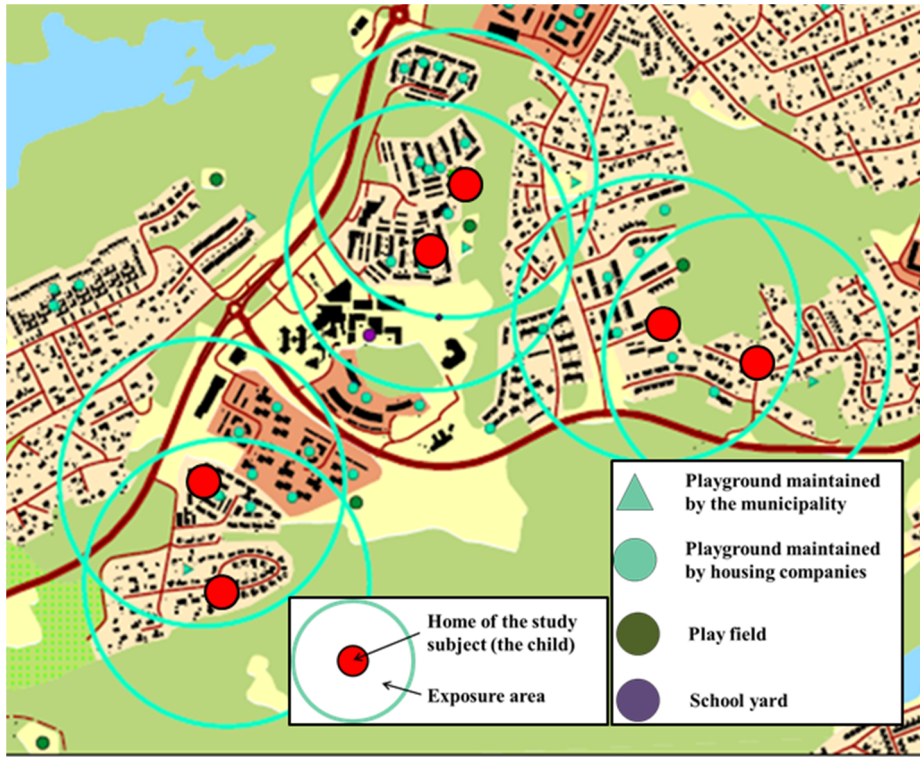 Playground maintained
by the municipality
Playground maintained
by housing companies
Play field
School yard
Home of the study
subject (the child)
Exposure area